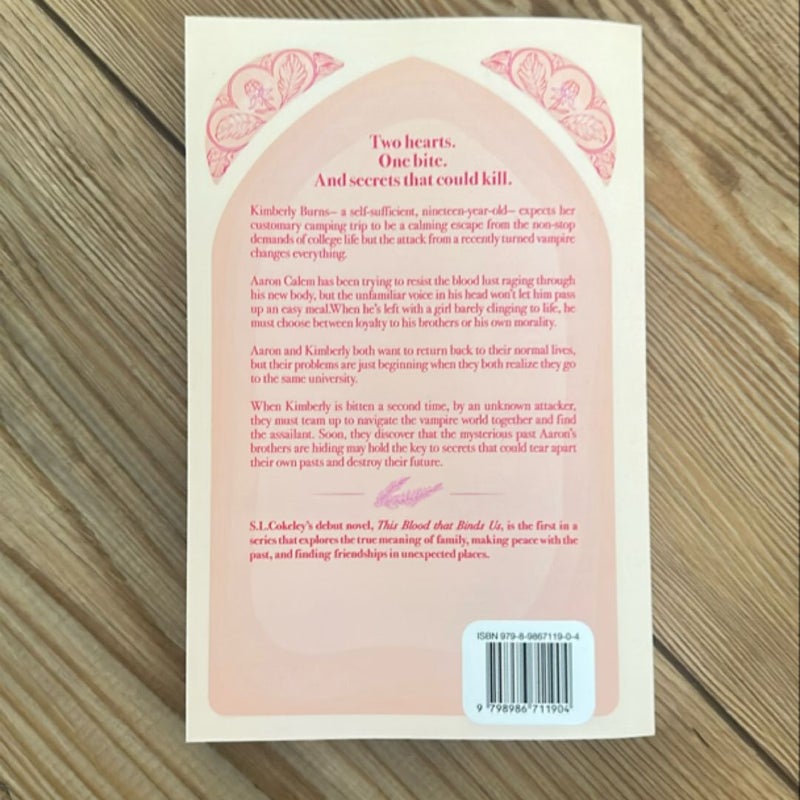 Two hearts.
One bite.
And secrets that could kill.
Kimberly Burns— a self-sufficient, nineteen-year-old— expects her
customary camping trip to be a calming escape from the non-stop
demands of college life but the attack from a recently turned vampire
changes everything.
Aaron Calem has been trying to resist the blood lust raging through
his new body, but the unfamiliar voice in his head won't let him pass
up an easy meal.When he's left with a girl barely clinging to life, he
must choose between loyalty to his brothers or his own morality.
Aaron and Kimberly both want to return back to their normal lives,
but their problems are just beginning when they both realize they go
to the same university.
When Kimberly is bitten a second time, by an unknown attacker,
they must team up to navigate the vampire world together and find
the assailant. Soon, they discover that the mysterious past Aaron's
brothers are hiding may hold the key to secrets that could tear apart
their own pasts and destroy their future.
S.L.Cokeley's debut novel, This Blood that Binds Us, is the first in a
series that explores the true meaning of family, making peace with the
past, and finding friendships in unexpected places.
ISBN 979-8-9867119-0-4
9 798986 711904